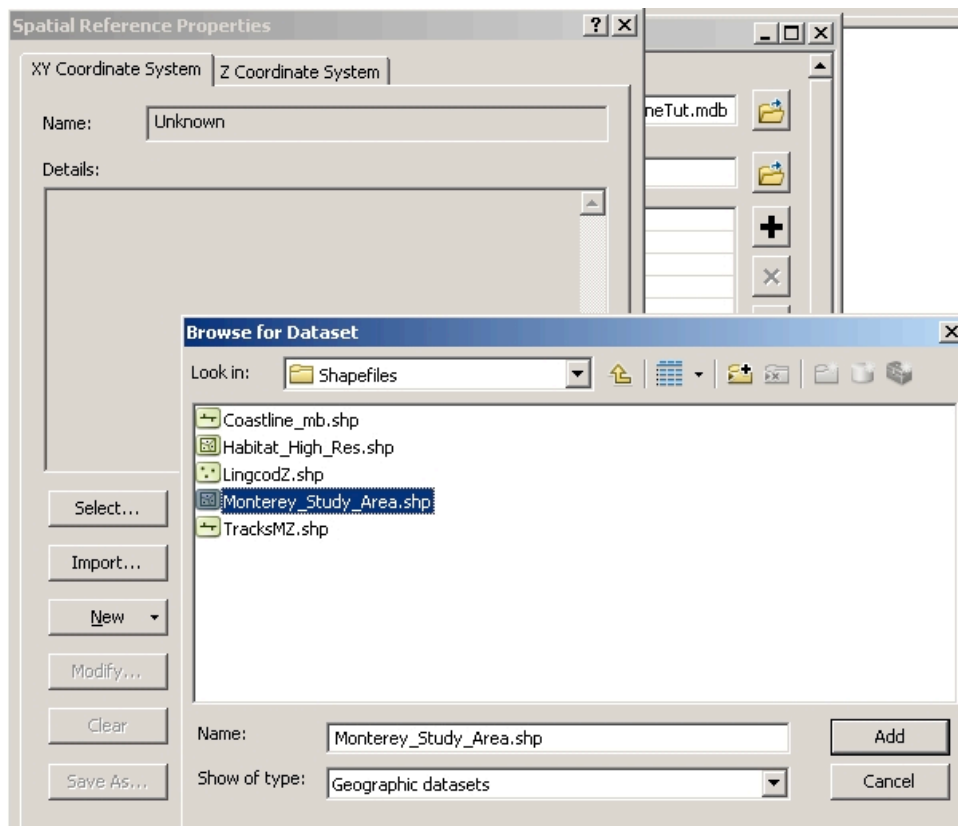 Spatial Reference Properties
XY Coordinate System
Z Coordinate System
Name:
Unknown
neTut.mdb
Details:
Browse for Dataset
Look in:
Shapefiles
Coastline_mb.shp
Habitat_High_Res.shp
LingcodZ.shp
Monterey_Study_Area.shp
TracksMZ.shp
Select...
Import...
New
Modify...
Clear
Save As...
Name:
Monterey_Study_Area.shp
Add
Show of type:
Geographic datasets
Cancel